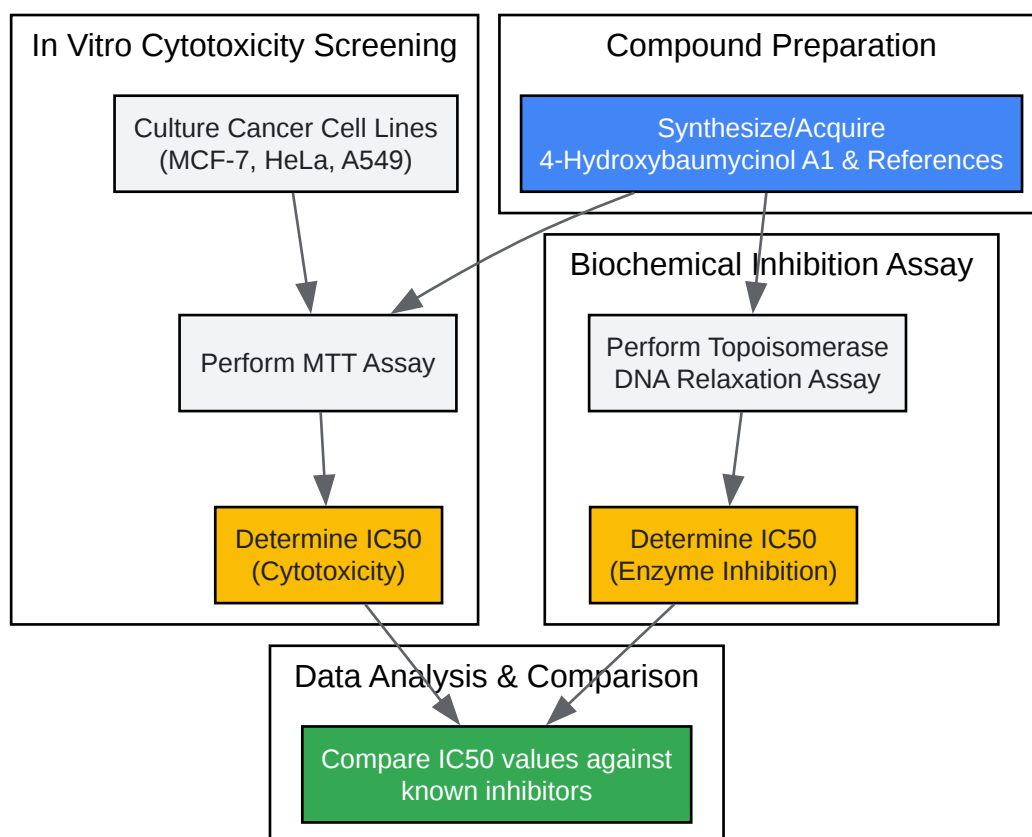 In Vitro Cytotoxicity Screening
Culture Cancer Cell Lines
(MCF-7, HeLa, A549)
Perform MTT Assay
Determine IC50
(Cytotoxicity)
Compound Preparation
Synthesize/Acquire
4-Hydroxybaumycinol A1 & References
Biochemical Inhibition Assay
Perform Topoisomerase
DNA Relaxation Assay
Determine IC50
(Enzyme Inhibition)
Data Analysis & Comparison
Compare IC50 values against
known inhibitors